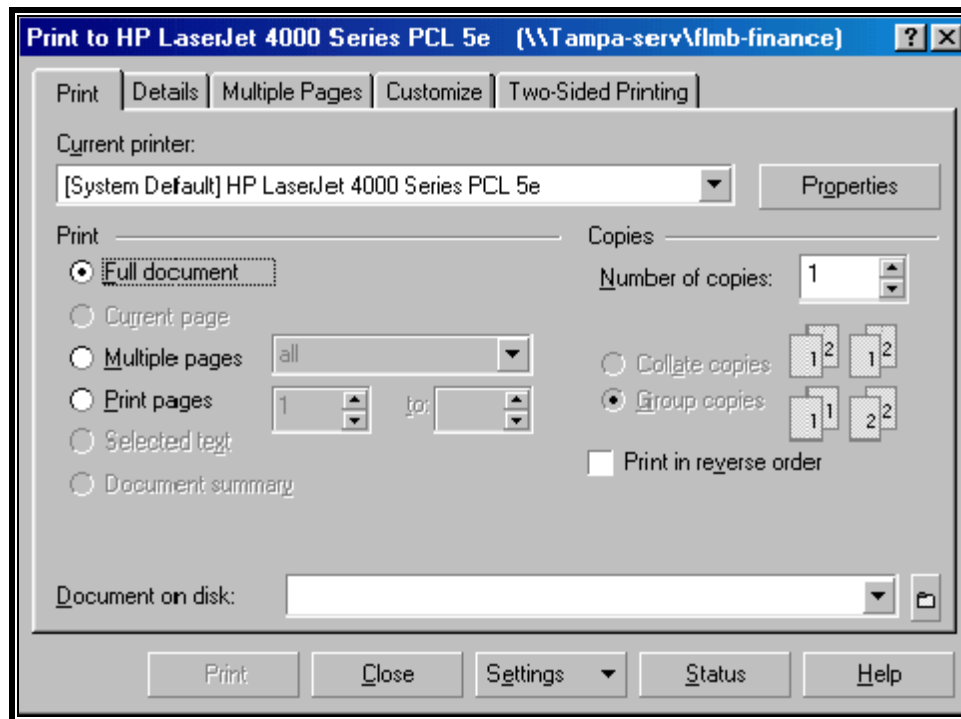 Print to HP LaserJet 4000 Series PCL 5e (\\Tampa-serv\flmb-finance)
Print Details Multiple Pages Customize Two-Sided Printing
Current printer:
[System Default] HP LaserJet 4000 Series PCL 5e Properties
Print Copies
Full document Number of copies: 1
Current page
Multiple pages all Collate copies 1 2 1 2
Print pages 1 to: Group copies 1 1 2 2
Selected text Print in reverse order
Document summary
Document on disk:
Print Close Settings Status Help